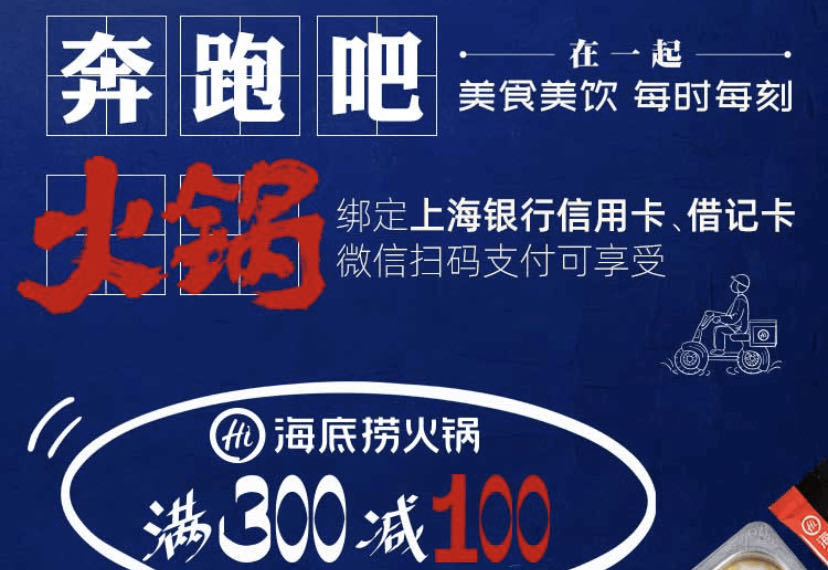 奔跑吧
在一起
美食美饮 每时每刻
火锅
绑定上海银行信用卡、借记卡
微信扫码支付可享受
Hi 海底捞火锅
满300减100
Hi 海